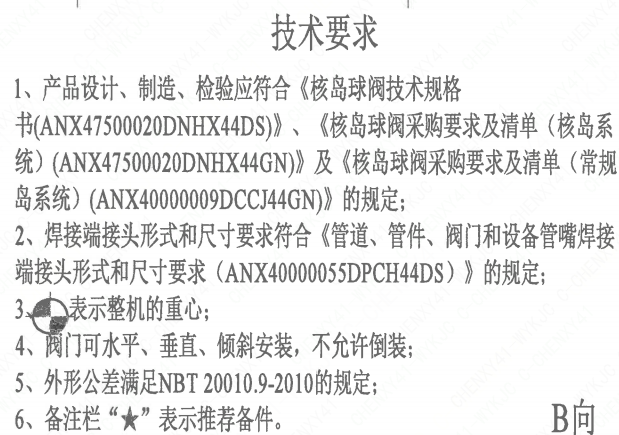 技术要求
1、产品设计、制造、检验应符合《核岛球阀技术规格
书(ANX47500020DNHX44DS)》、《核岛球阀采购要求及清单（核岛系
统）(ANX47500020DNHX44GN)》及《核岛球阀采购要求及清单（常规
岛系统）(ANX40000009DCCJ44GN)》的规定；
2、焊接端接头形式和尺寸要求符合《管道、管件、阀门和设备管嘴焊接
端接头形式和尺寸要求（ANX40000055DPCH44DS）》的规定；
3、表示整机的重心；
4、阀门可水平、垂直、倾斜安装，不允许倒装；
5、外形公差满足NBT 20010.9-2010的规定；
6、备注栏“★”表示推荐备件。
B向